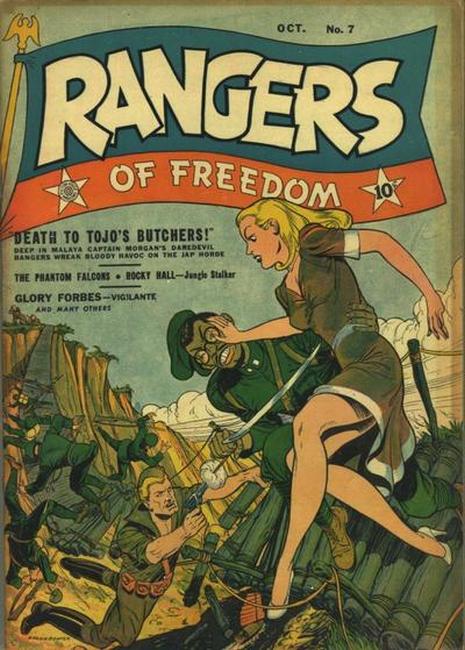 OCT. No. 7
RANGERS
OF FREEDOM
10¢
"DEATH TO TOJO'S BUTCHERS!"
DEEP IN MALAYA CAPTAIN MORGAN'S DAREDEVIL
RANGERS WREAK BLOODY HAVOC ON THE JAP HORDE
THE PHANTOM FALCONS • ROCKY HALL—Jungle Stalker
GLORY FORBES—VIGILANTE
AND MANY OTHERS